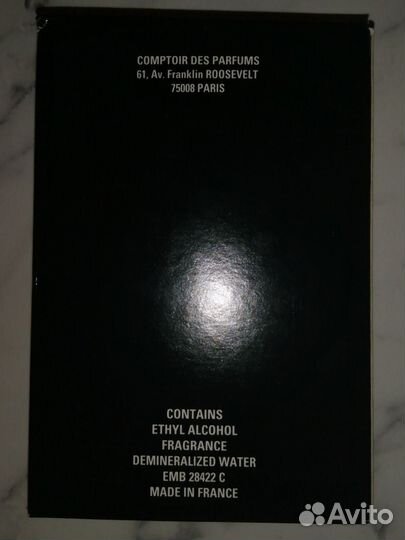 COMPTOIR DES PARFUMS
61, Av. Franklin ROOSEVELT
75008 PARIS
CONTAINS
ETHYL ALCOHOL
FRAGRANCE
DEMINERALIZED WATER
EMB 28422 C
MADE IN FRANCE
Avito